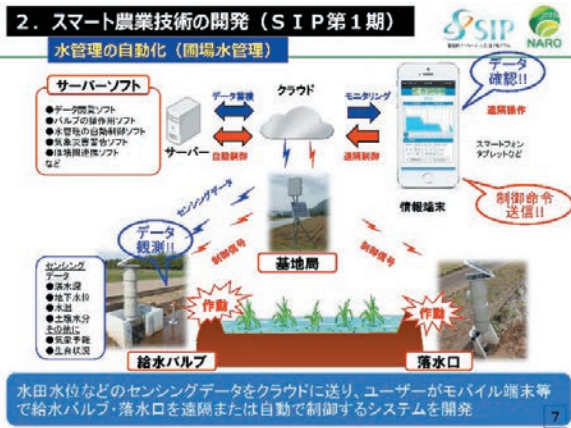 2．スマート農業技術の開発（ＳＩＰ第１期）
SIP
NARO
水管理の自動化（圃場水管理）
サーバーソフト
●データ閲覧ソフト
●バルブの操作用ソフト
●水管理の自動制御ソフト
●気象災害警告ソフト
●ほ場間連携ソフト
など
サーバー
データ蓄積
自動制御
クラウド
モニタリング
遠隔制御
データ
確認!!
遠隔操作
スマートフォン
タブレットなど
情報端末
制御命令
送信!!
センシングデータ
データ
観測!!
制御信号
制御信号
基地局
センシング
データ
●湛水深
●地下水位
●水温
●土壌水分
その他に
●気象予報
●生育状況
作動
作動
給水バルブ
落水口
水田水位などのセンシングデータをクラウドに送り、ユーザーがモバイル端末等
で給水バルブ・落水口を遠隔または自動で制御するシステムを開発
7